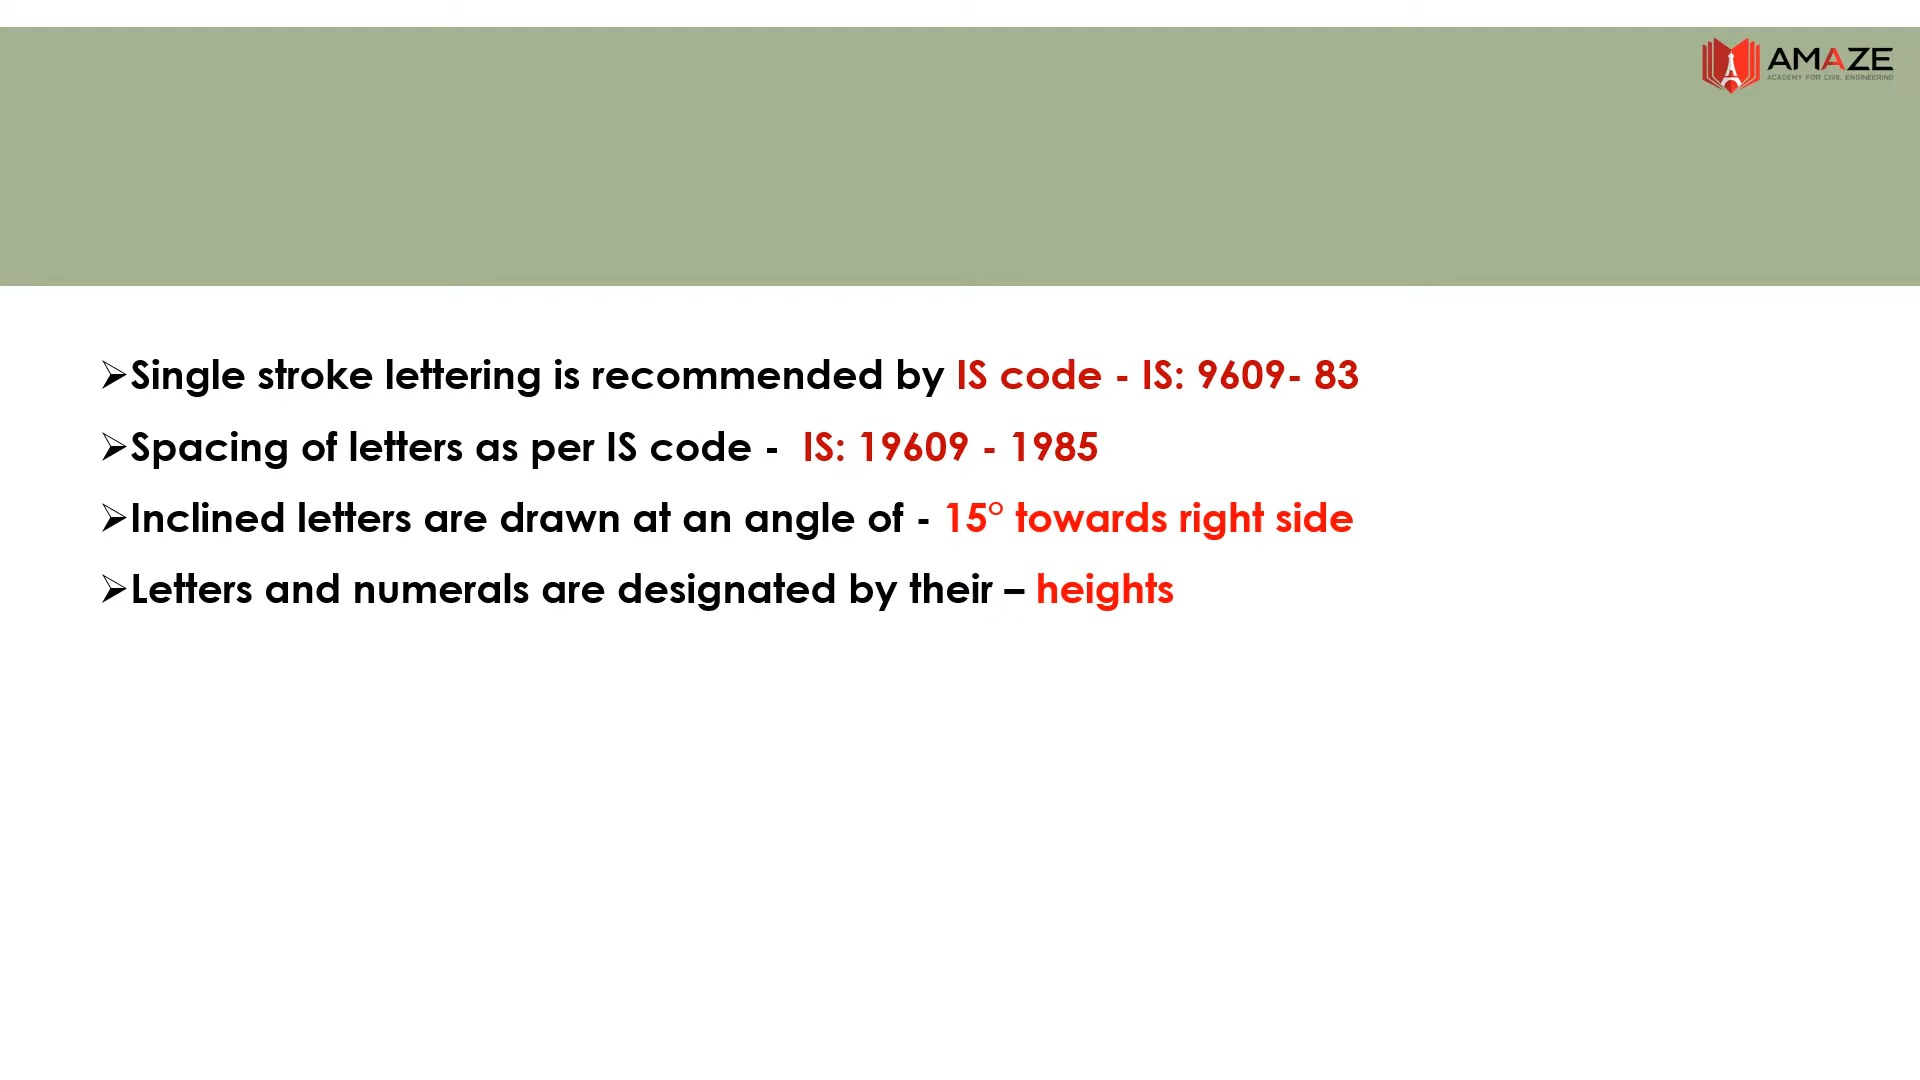 AMAZE
ACADEMY FOR CIVIL ENGINEERING
➢Single stroke lettering is recommended by IS code - IS: 9609- 83
➢Spacing of letters as per IS code - IS: 19609 - 1985
➢Inclined letters are drawn at an angle of - 15° towards right side
➢Letters and numerals are designated by their – heights